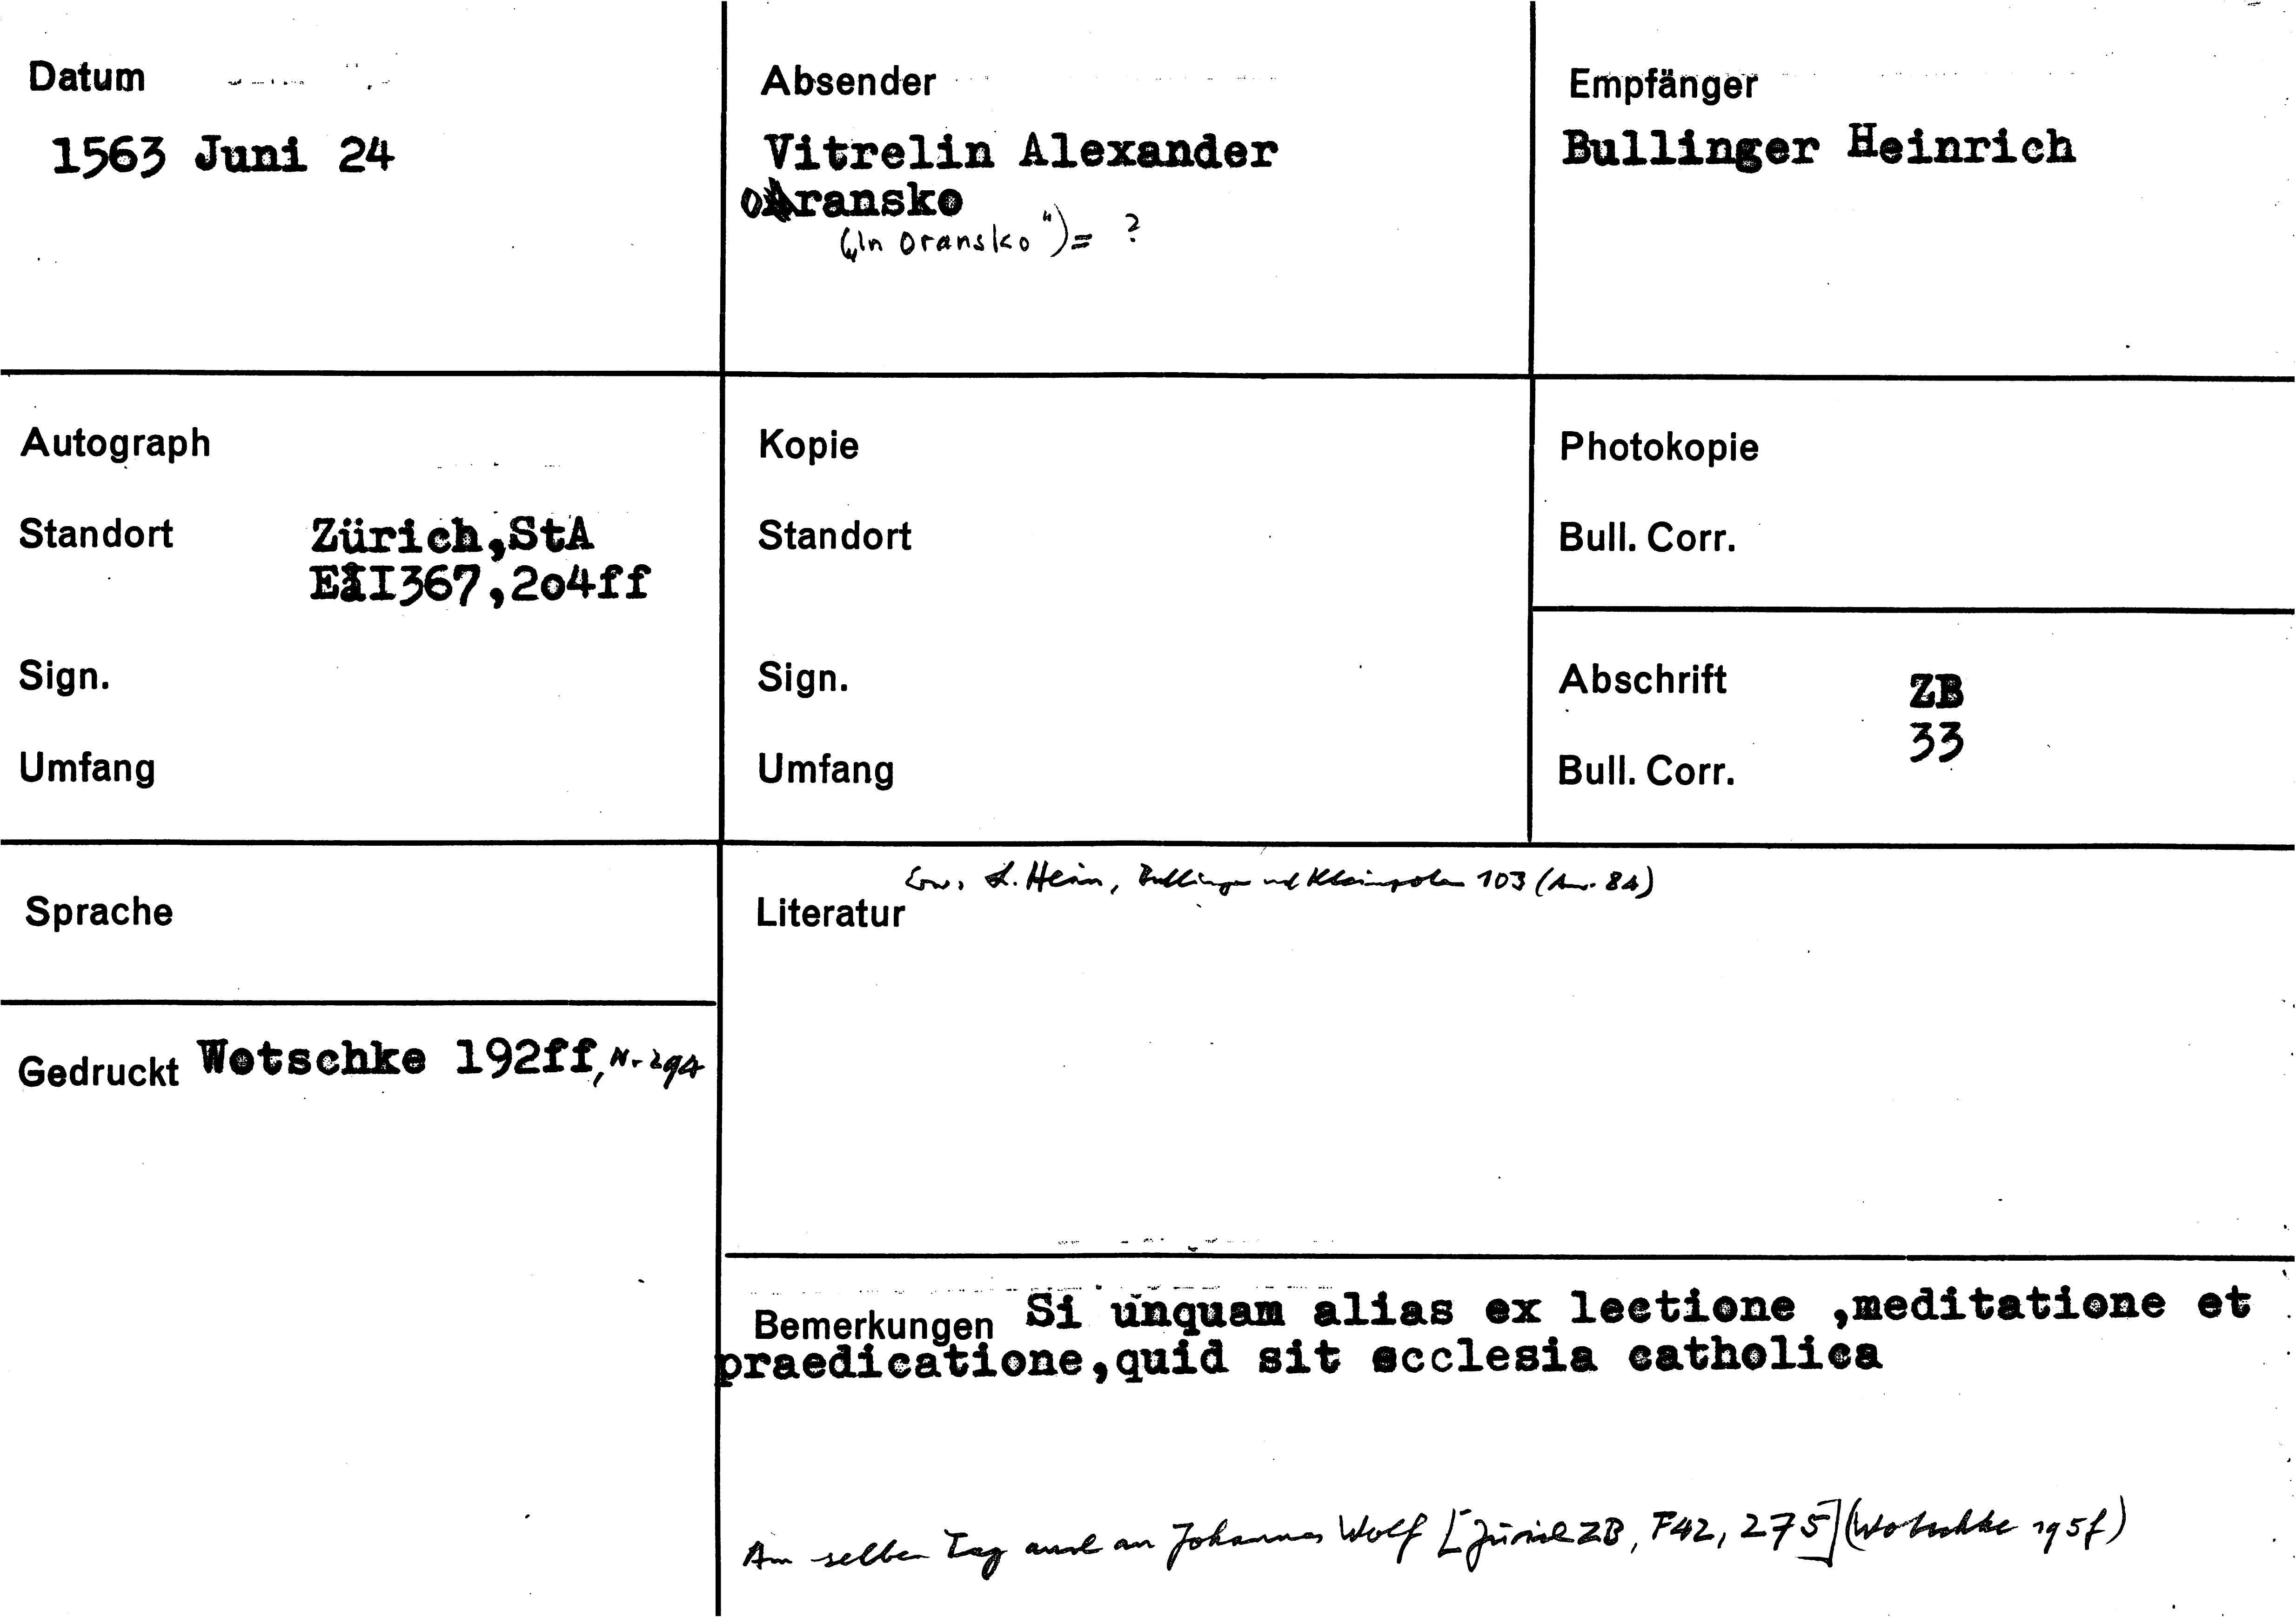 Datum
1563 Juni 24
Absender
Vitrelin Alexander
Oransko
(„In Oransko“) = ?
Empfänger
Bullinger Heinrich
Autograph
Standort Zürich,StA
EII367,2o4ff
Sign.
Umfang
Kopie
Standort
Sign.
Umfang
Photokopie
Bull. Corr.
Abschrift ZB
33
Bull. Corr.
Sprache
Gedruckt Wotschke 192ff, Nr. 294
Erw. L. Hein, Bullinger und Kleinpolen 103 (Anm. 84)
Literatur
Bemerkungen Si unquam alias ex lectione ,meditatione et
praedicatione,quid sit ecclesia catholica
Am selben Tag auch an Johannes Wolf [Zürich ZB, F42, 275] (Wotschke 195f)